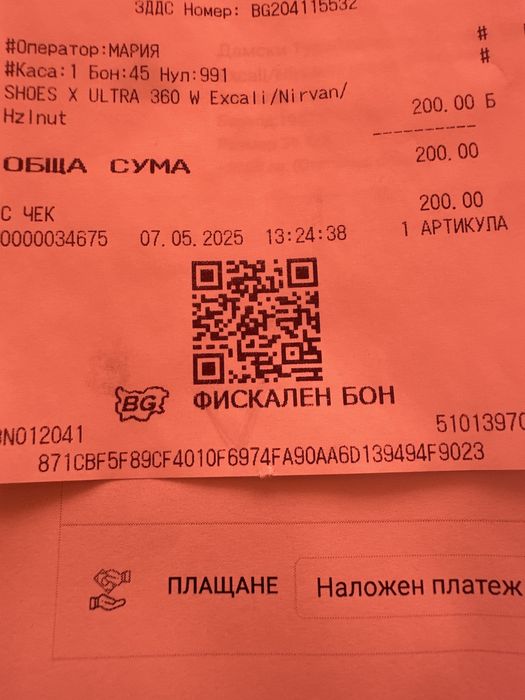 ЗДДС Номер: BG204115532
#Оператор:МАРИЯ #
#Каса:1 Бон:45 Нул:991 #
SHOES X ULTRA 360 W Excali/Nirvan/
Hzlnut 200.00 Б
ОБЩА СУМА 200.00
С ЧЕК 200.00
0000034675 07.05.2025 13:24:38 1 АРТИКУЛА
BG ФИСКАЛЕН БОН
BN012041 5101397
871CBF5F89CF4010F6974FA90AA6D139494F9023
ПЛАЩАНЕ Наложен платеж